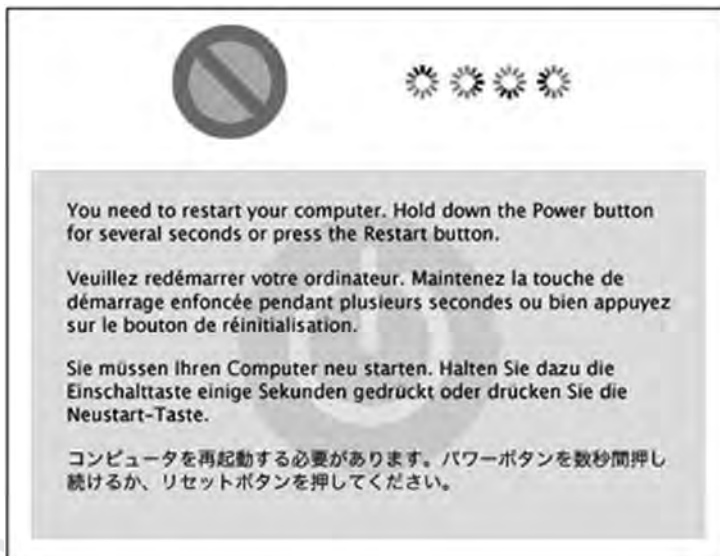 You need to restart your computer. Hold down the Power button
for several seconds or press the Restart button.
Veuillez redémarrer votre ordinateur. Maintenez la touche de
démarrage enfoncée pendant plusieurs secondes ou bien appuyez
sur le bouton de réinitialisation.
Sie müssen Ihren Computer neu starten. Halten Sie dazu die
Einschalttaste einige Sekunden gedrückt oder drücken Sie die
Neustart-Taste.
コンピュータを再起動する必要があります。パワーボタンを数秒間押し
続けるか、リセットボタンを押してください。